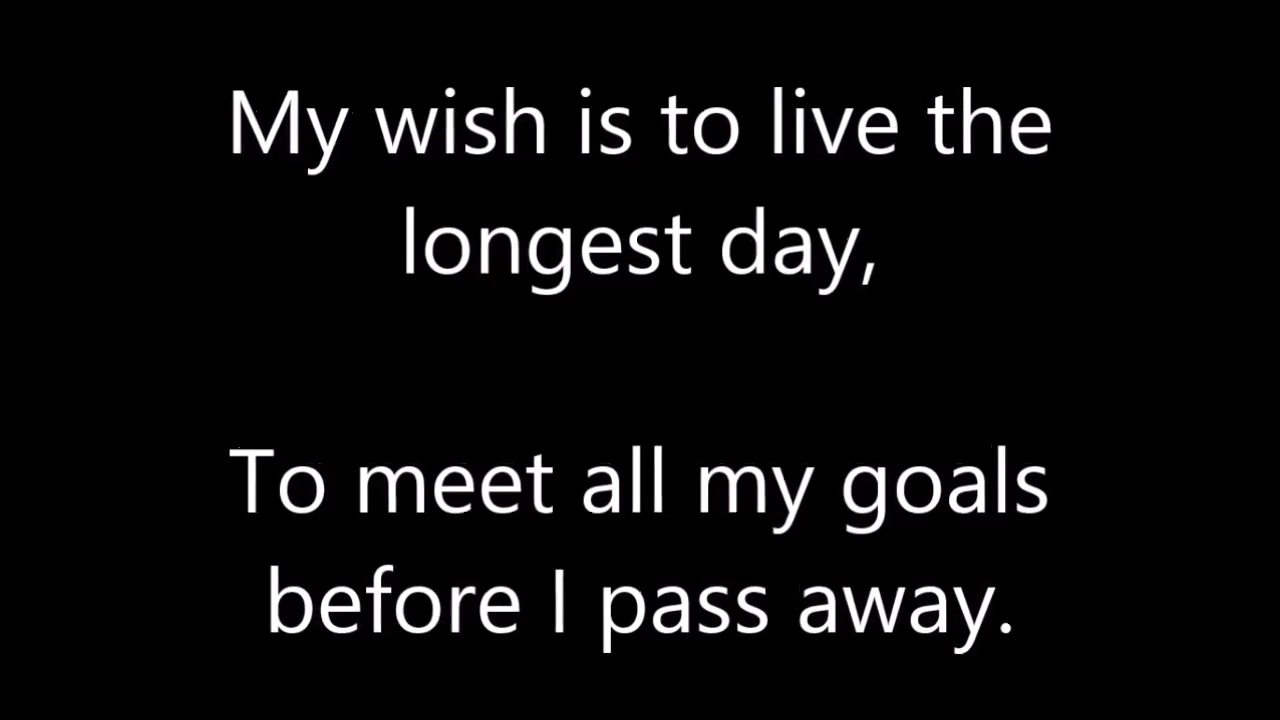 My wish is to live the
longest day,
To meet all my goals
before I pass away.